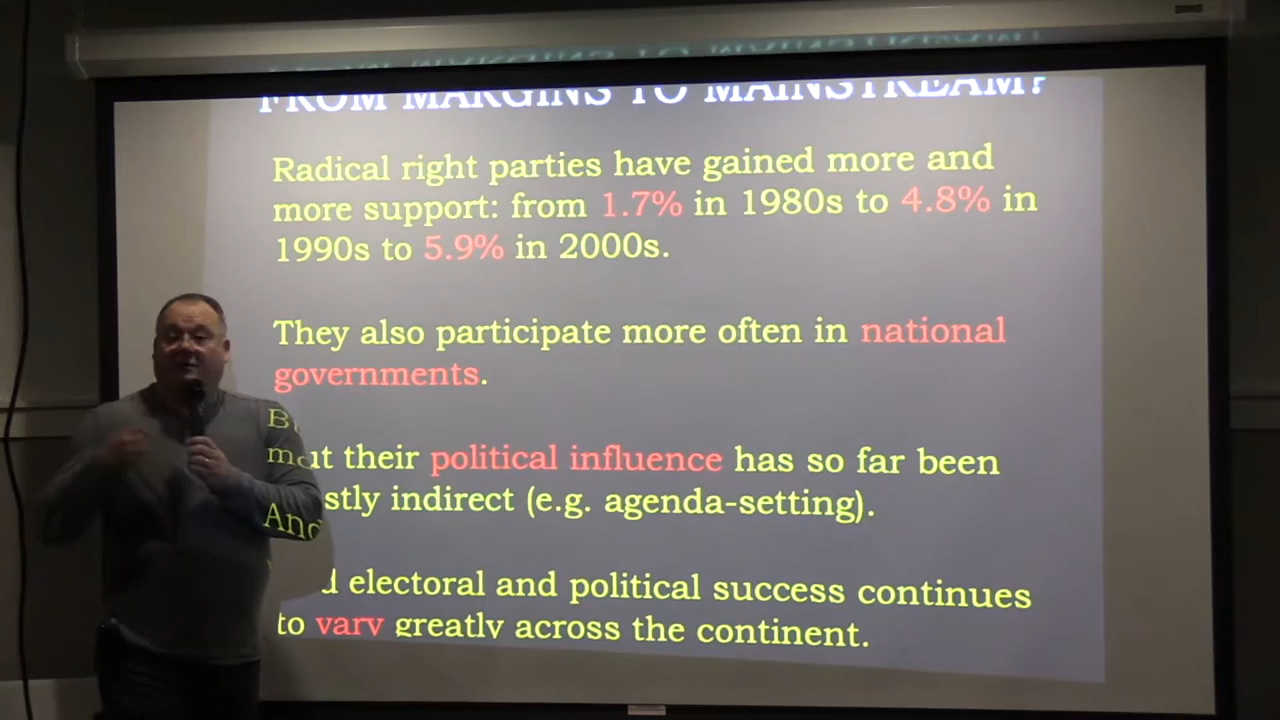 FROM MARGINS TO MAINSTREAM?
Radical right parties have gained more and
more support: from 1.7% in 1980s to 4.8% in
1990s to 5.9% in 2000s.
They also participate more often in national
governments.
But their political influence has so far been
mostly indirect (e.g. agenda-setting).
And electoral and political success continues
to vary greatly across the continent.